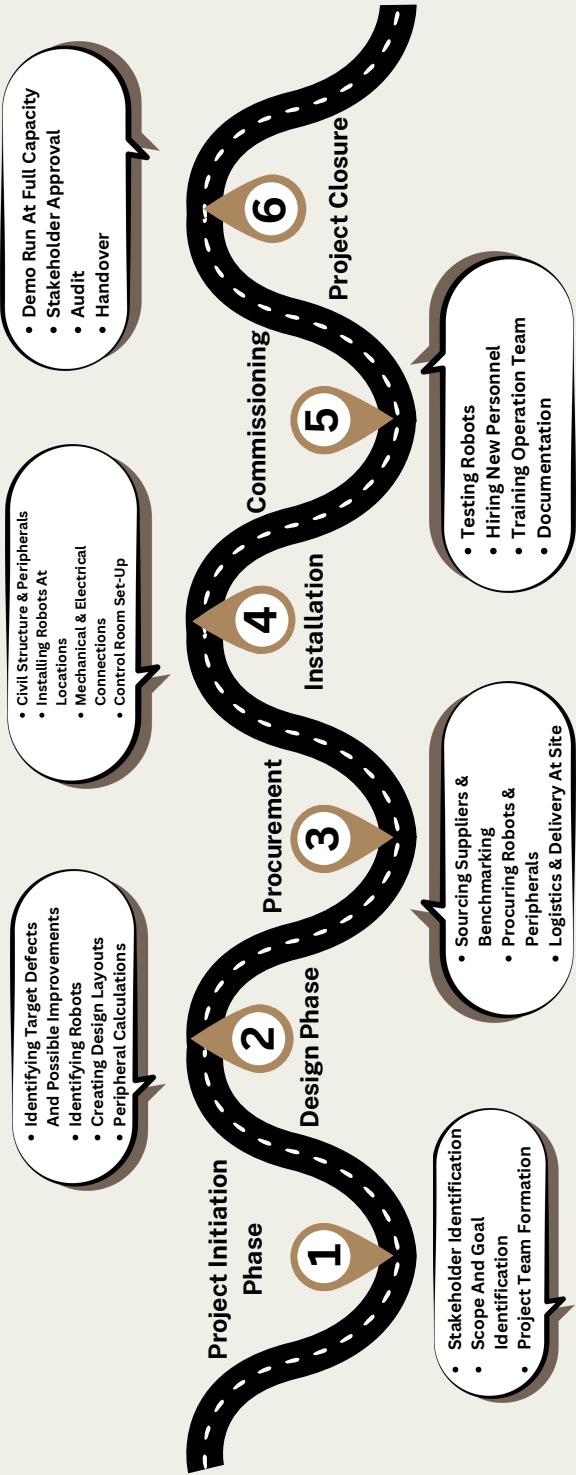 Project Initiation
Phase
1
• Stakeholder Identification
• Scope And Goal
Identification
• Project Team Formation
• Identifying Target Defects
And Possible Improvements
• Identifying Robots
• Creating Design Layouts
• Peripheral Calculations
2
Design Phase
Procurement
3
• Sourcing Suppliers &
Benchmarking
• Procuring Robots &
Peripherals
• Logistics & Delivery At Site
• Civil Structure & Peripherals
• Installing Robots At
Locations
• Mechanical & Electrical
Connections
• Control Room Set-Up
4
Installation
Commissioning
5
• Testing Robots
• Hiring New Personnel
• Training Operation Team
• Documentation
• Demo Run At Full Capacity
• Stakeholder Approval
• Audit
• Handover
6
Project Closure